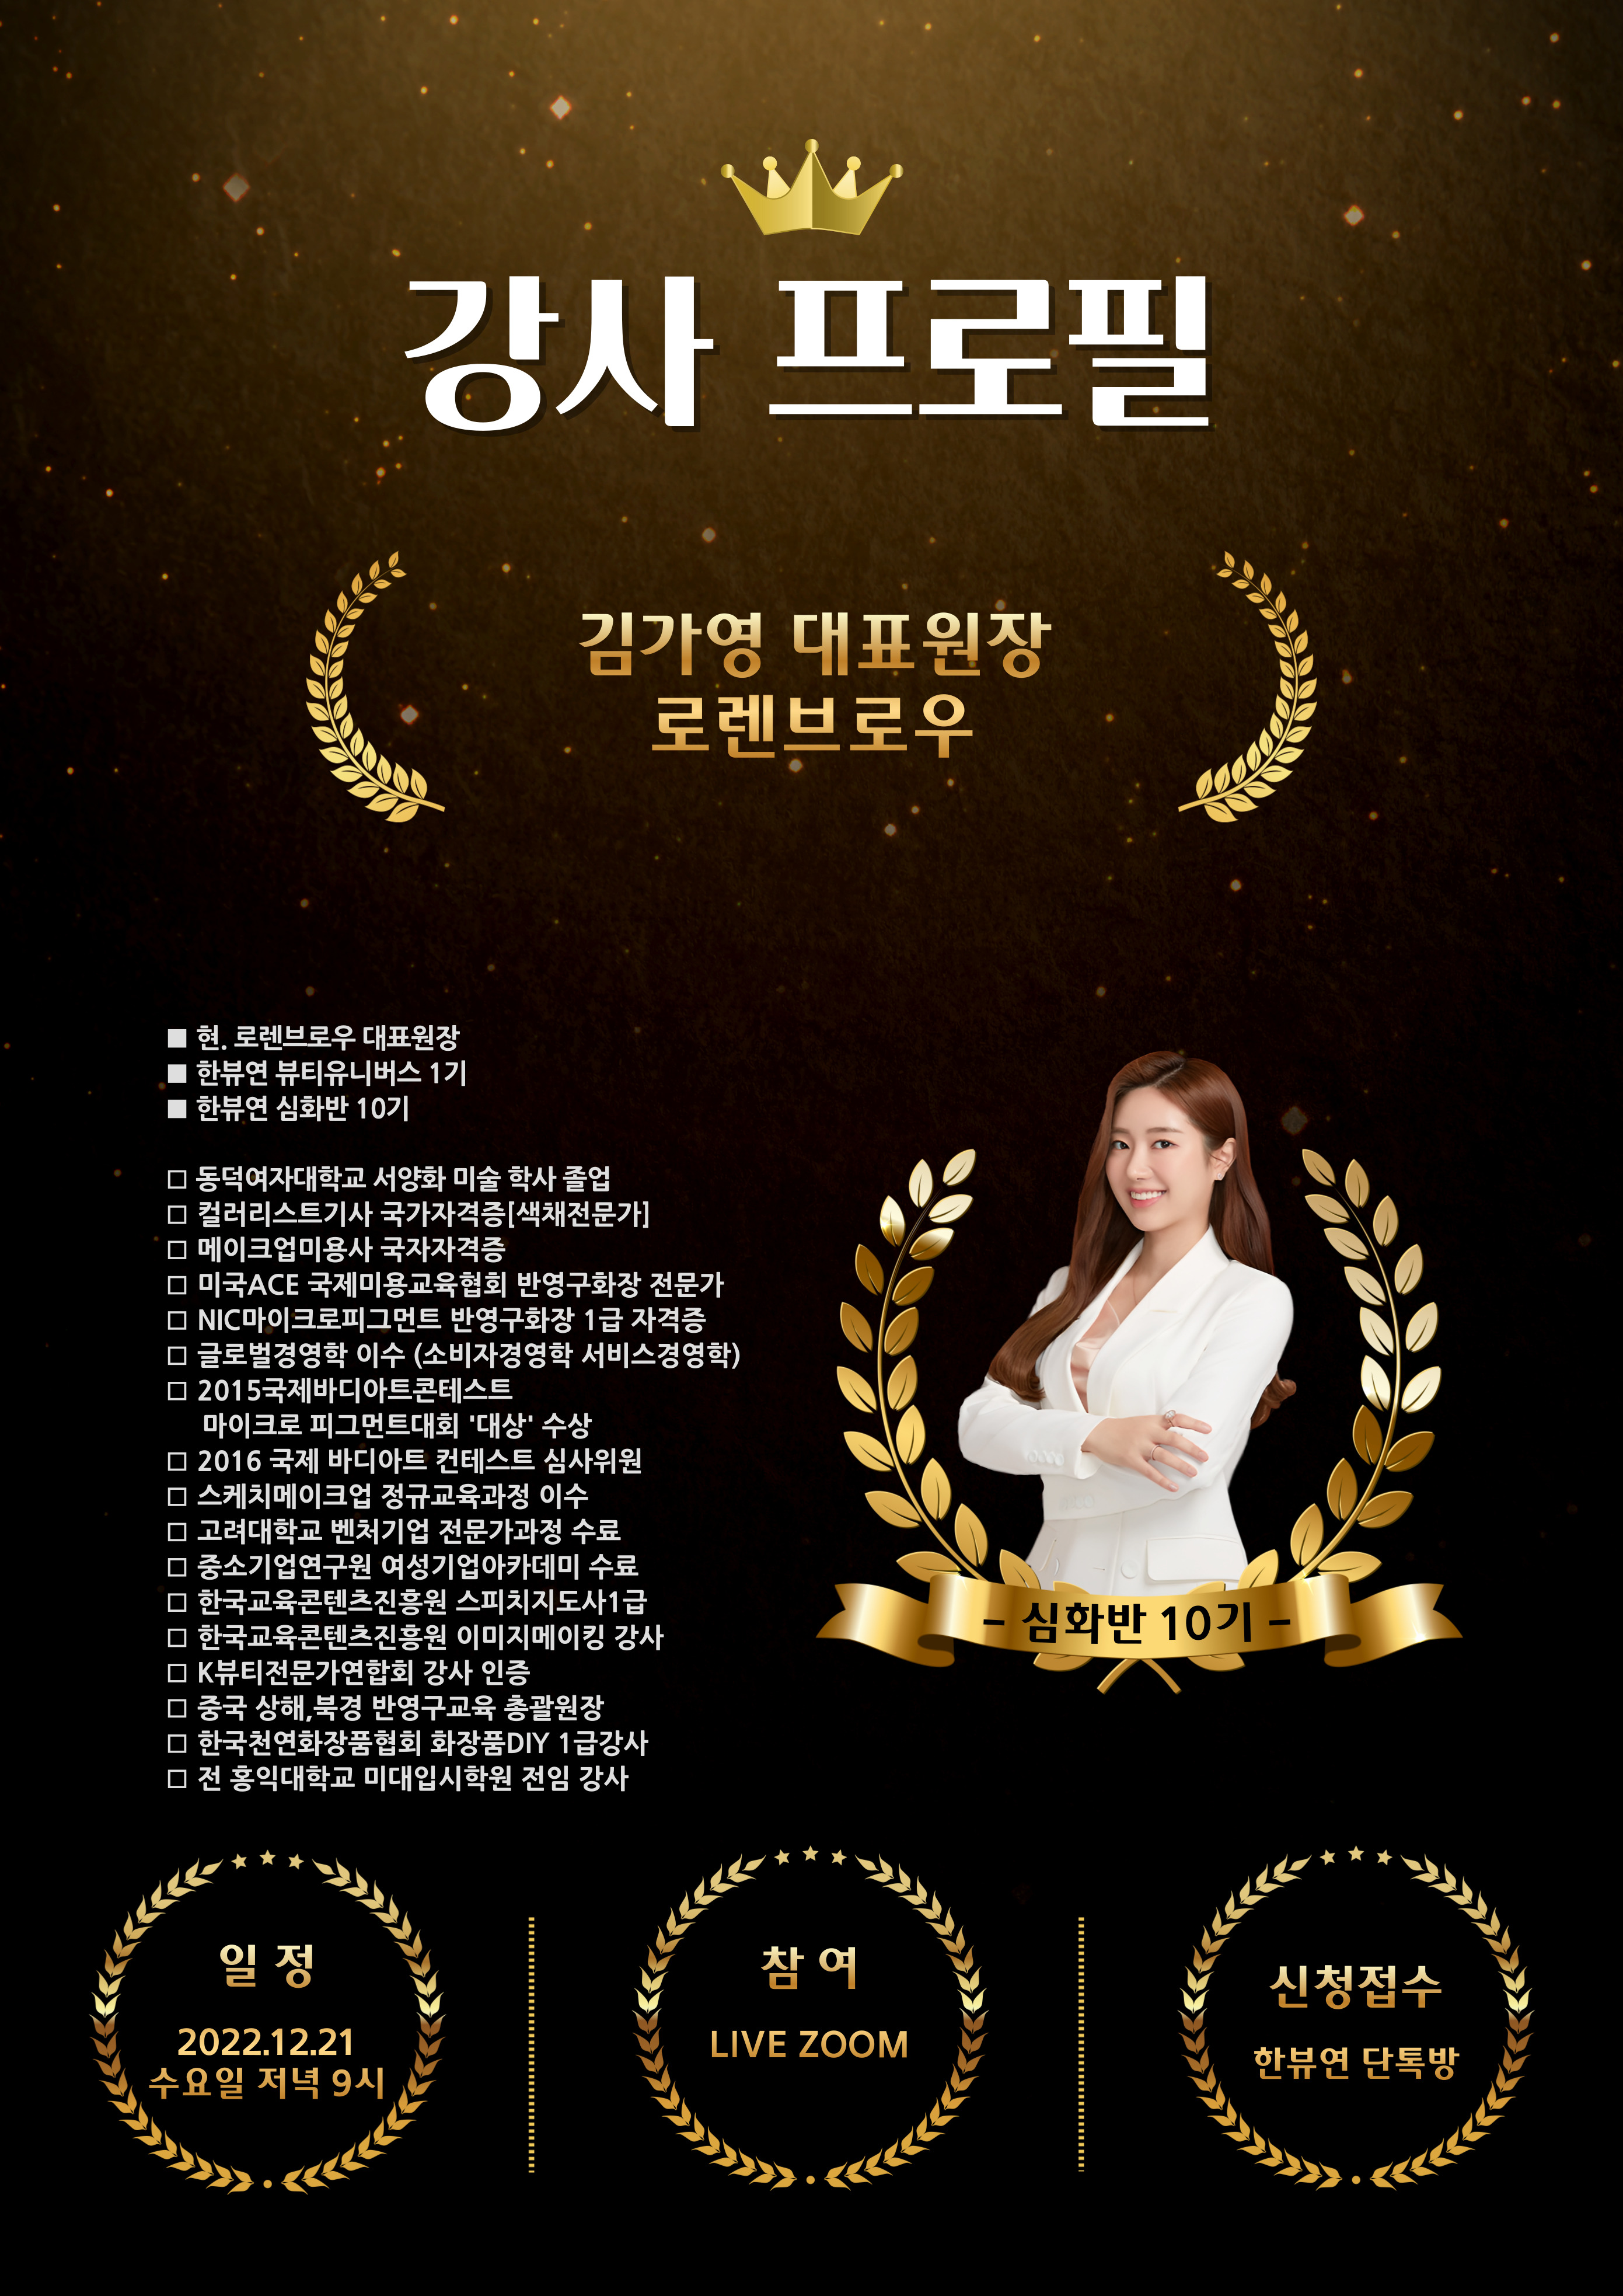 강사 프로필
김가영 대표원장
로렌브로우
■ 현. 로렌브로우 대표원장
■ 한뷰연 뷰티유니버스 1기
■ 한뷰연 심화반 10기
□ 동덕여자대학교 서양화 미술 학사 졸업
□ 컬러리스트기사 국가자격증[색채전문가]
□ 메이크업미용사 국자자격증
□ 미국ACE 국제미용교육협회 반영구화장 전문가
□ NIC마이크로피그먼트 반영구화장 1급 자격증
□ 글로벌경영학 이수 (소비자경영학 서비스경영학)
□ 2015국제바디아트콘테스트
마이크로 피그먼트대회 '대상' 수상
□ 2016 국제 바디아트 컨테스트 심사위원
□ 스케치메이크업 정규교육과정 이수
□ 고려대학교 벤처기업 전문가과정 수료
□ 중소기업연구원 여성기업아카데미 수료
□ 한국교육콘텐츠진흥원 스피치지도사1급
□ 한국교육콘텐츠진흥원 이미지메이킹 강사
□ K뷰티전문가연합회 강사 인증
□ 중국 상해,북경 반영구교육 총괄원장
□ 한국천연화장품협회 화장품DIY 1급강사
□ 전 홍익대학교 미대입시학원 전임 강사
– 심화반 10기 –
일 정
2022.12.21
수요일 저녁 9시
참 여
LIVE ZOOM
신청접수
한뷰연 단톡방